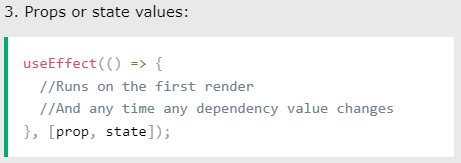 3. Props or state values:
useEffect(() => {
  //Runs on the first render
  //And any time any dependency value changes
}, [prop, state]);